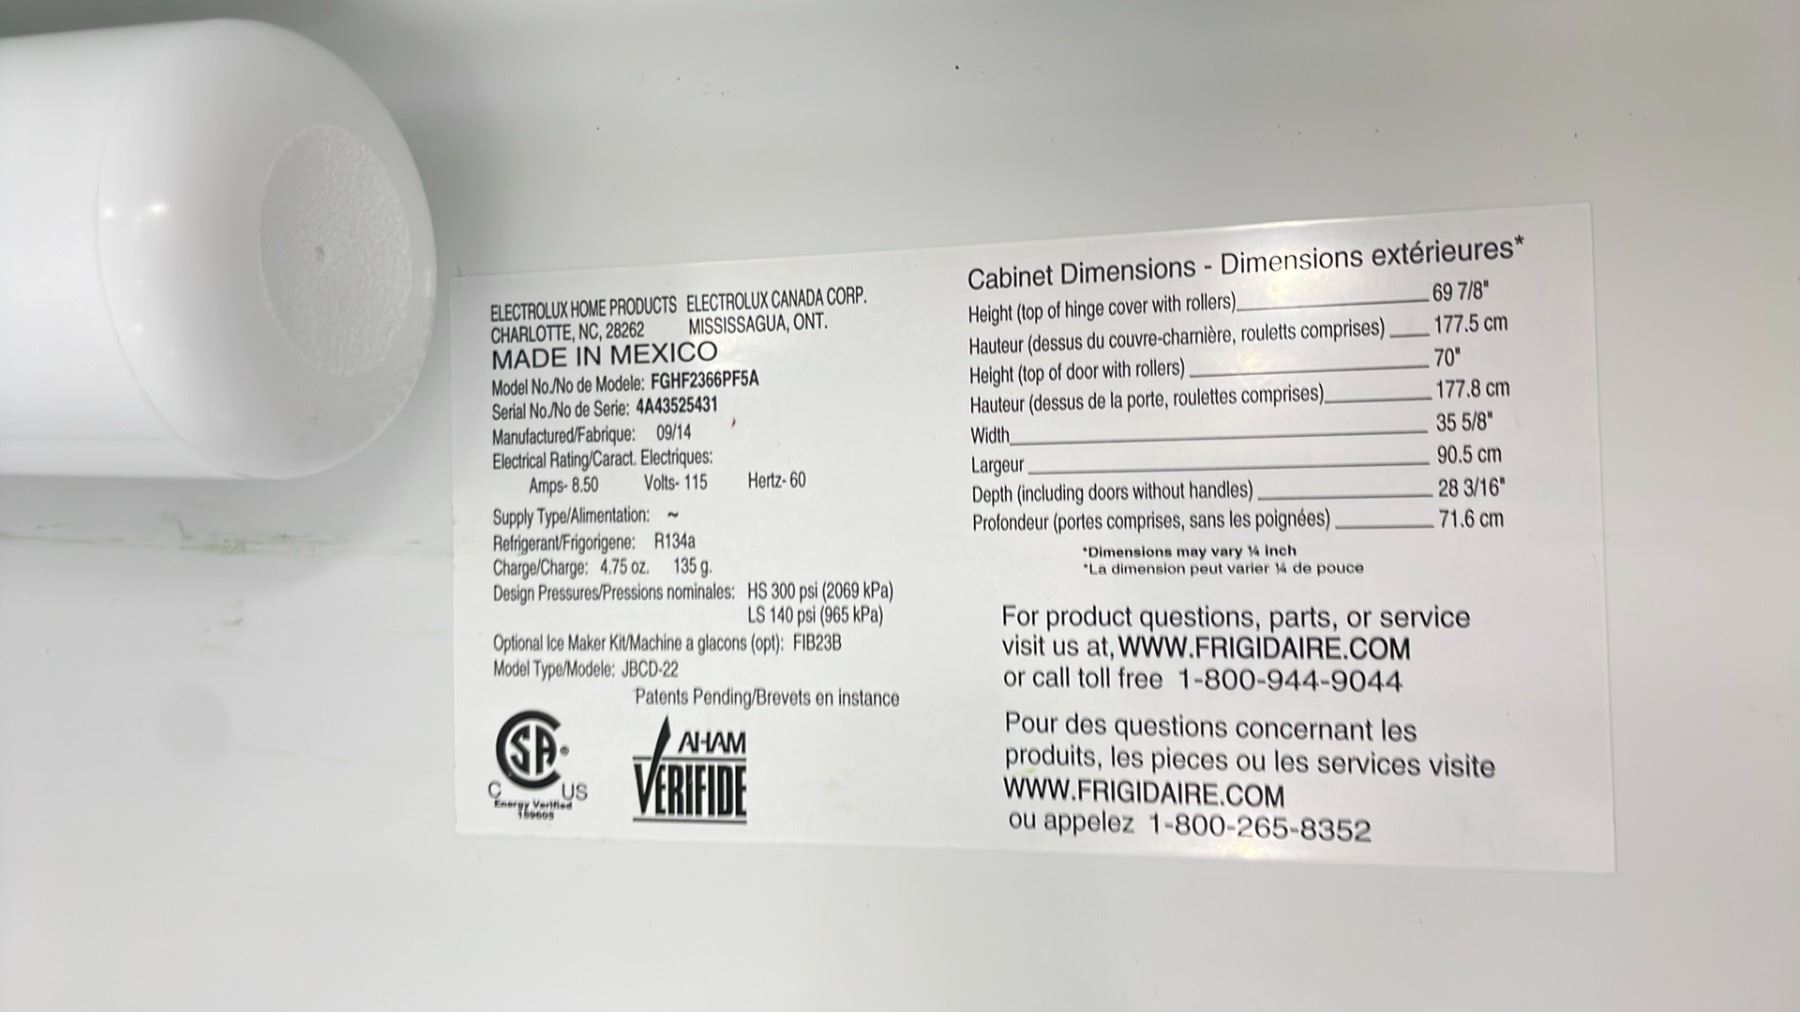 ELECTROLUX HOME PRODUCTS ELECTROLUX CANADA CORP.
CHARLOTTE, NC, 28262 MISSISSAGUA, ONT.
MADE IN MEXICO
Model No./No de Modele: FGHF2366PF5A
Serial No./No de Serie: 4A43525431
Manufactured/Fabrique: 09/14
Electrical Rating/Caract. Electriques:
Amps- 8.50 Volts- 115 Hertz- 60
Supply Type/Alimentation: ~
Refrigerant/Frigorigene: R134a
Charge/Charge: 4.75 oz. 135 g.
Design Pressures/Pressions nominales: HS 300 psi (2069 kPa)
LS 140 psi (965 kPa)
Optional Ice Maker Kit/Machine a glacons (opt): FIB23B
Model Type/Modele: JBCD-22
Patents Pending/Brevets en instance
SA®
C US
Energy Verified
AHAM
VERIFIDE
Cabinet Dimensions - Dimensions extérieures*
Height (top of hinge cover with rollers) 69 7/8"
Hauteur (dessus du couvre-charnière, rouletts comprises) 177.5 cm
Height (top of door with rollers) 70"
Hauteur (dessus de la porte, roulettes comprises) 177.8 cm
Width 35 5/8"
Largeur 90.5 cm
Depth (including doors without handles) 28 3/16"
Profondeur (portes comprises, sans les poignées) 71.6 cm
*Dimensions may vary ¼ inch
*La dimension peut varier ¼ de pouce
For product questions, parts, or service
visit us at, WWW.FRIGIDAIRE.COM
or call toll free 1-800-944-9044
Pour des questions concernant les
produits, les pieces ou les services visite
WWW.FRIGIDAIRE.COM
ou appelez 1-800-265-8352